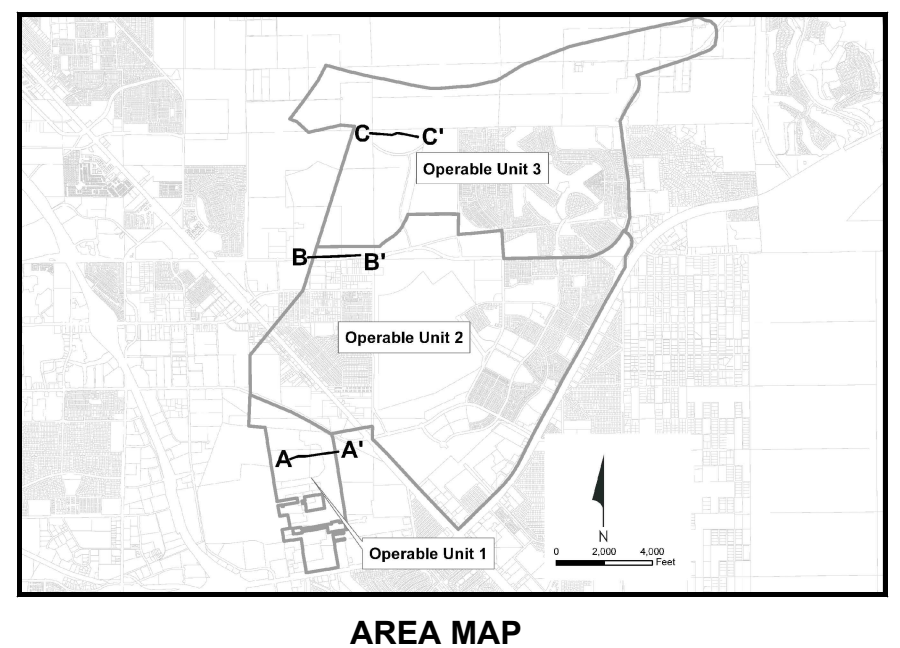 C C'
Operable Unit 3
B B'
Operable Unit 2
A A'
Operable Unit 1
N
0 2,000 4,000
Feet
AREA MAP